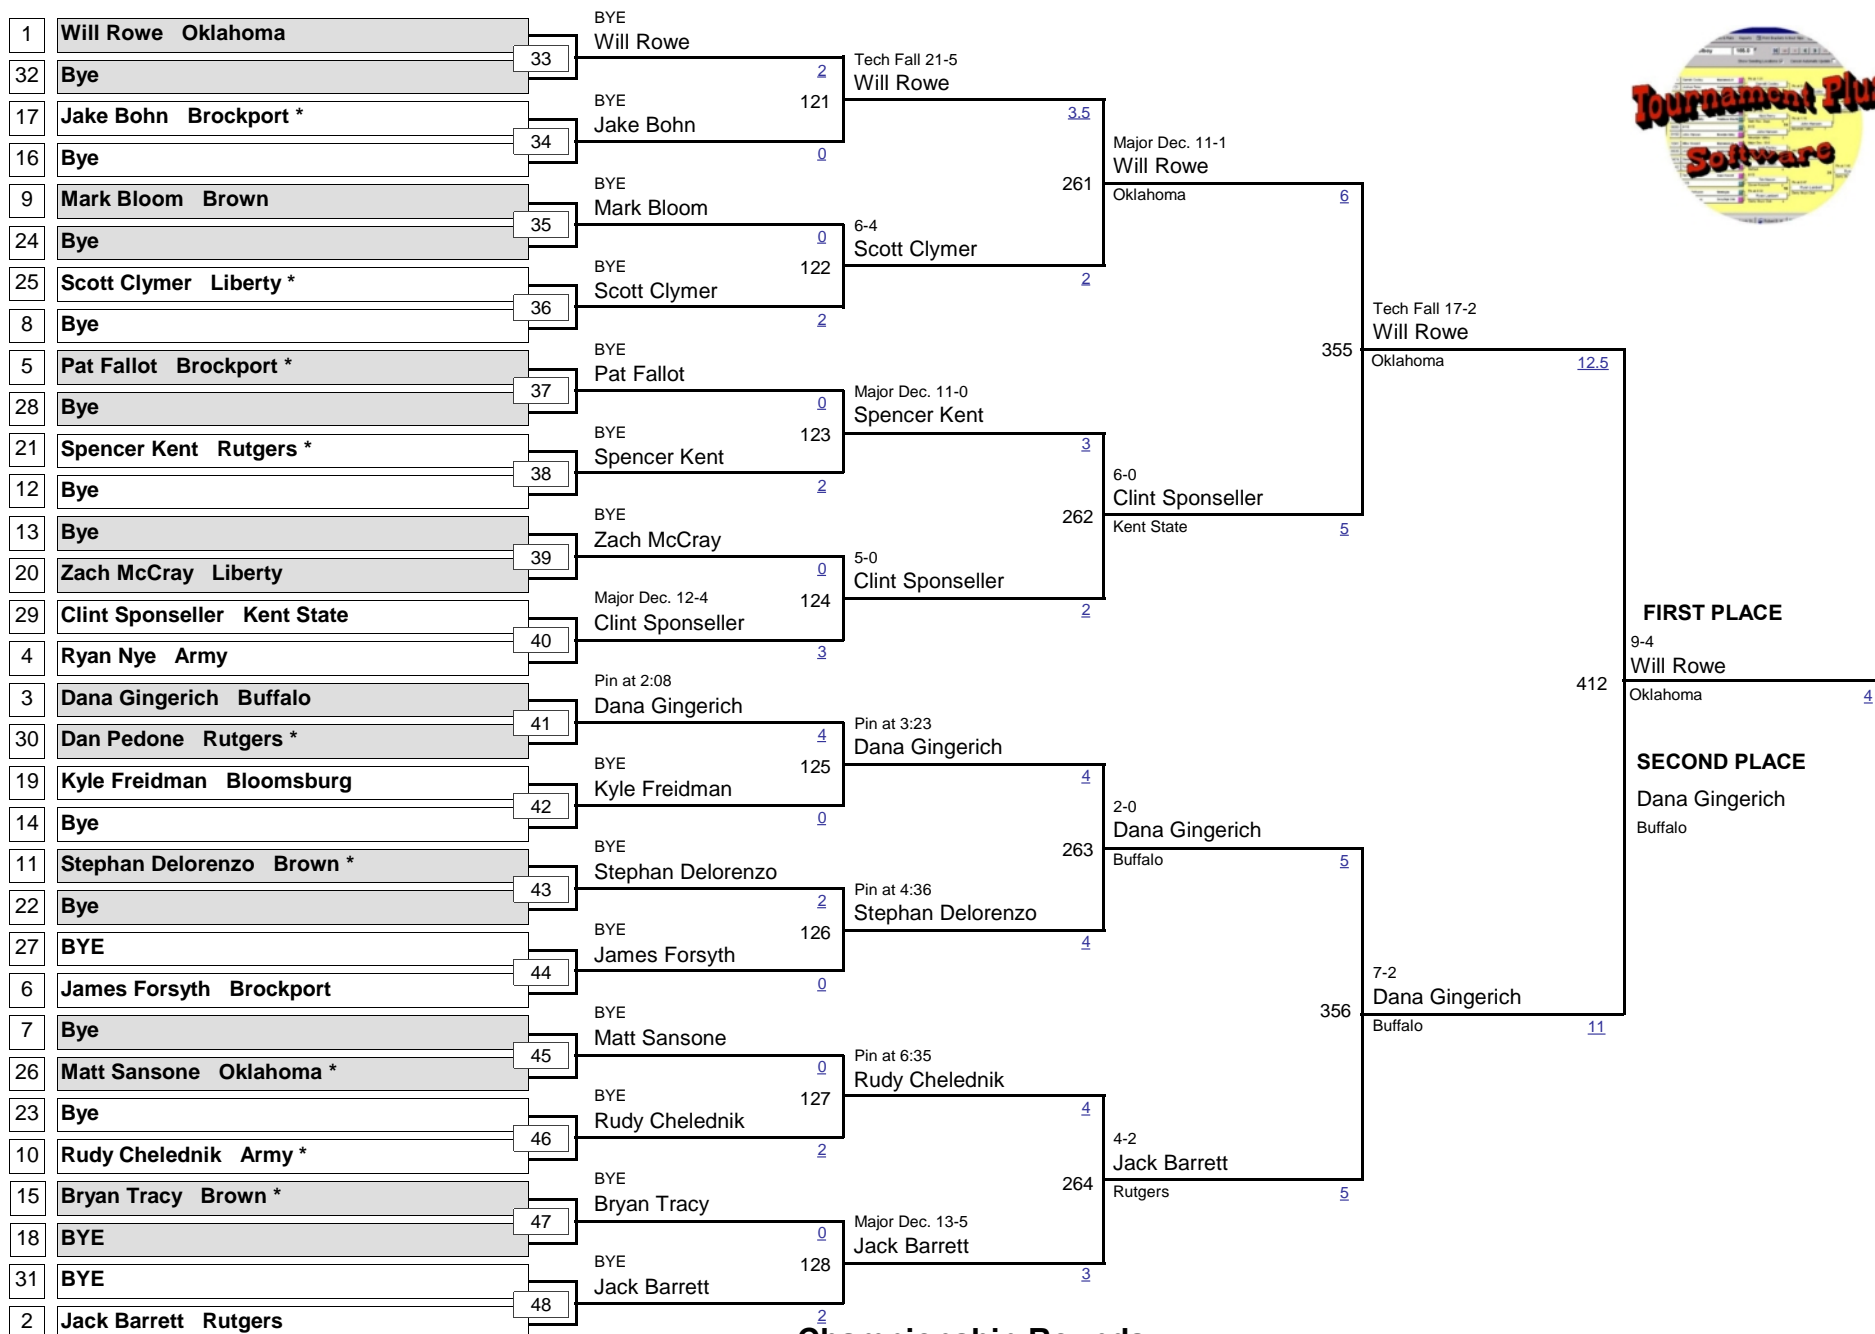 1 Will Rowe Oklahoma
32 Bye
17 Jake Bohn Brockport *
16 Bye
9 Mark Bloom Brown
24 Bye
25 Scott Clymer Liberty *
8 Bye
5 Pat Fallot Brockport *
28 Bye
21 Spencer Kent Rutgers *
12 Bye
13 Bye
20 Zach McCray Liberty
29 Clint Sponseller Kent State
4 Ryan Nye Army
3 Dana Gingerich Buffalo
30 Dan Pedone Rutgers *
19 Kyle Freidman Bloomsburg
14 Bye
11 Stephan Delorenzo Brown *
22 Bye
27 BYE
6 James Forsyth Brockport
7 Bye
26 Matt Sansone Oklahoma *
23 Bye
10 Rudy Chelednik Army *
15 Bryan Tracy Brown *
18 BYE
31 BYE
2 Jack Barrett Rutgers
33
34
35
36
37
38
39
40
41
42
43
44
45
46
47
48
BYE
Will Rowe
2
121
BYE
Jake Bohn
0
BYE
Mark Bloom
0
122
BYE
Scott Clymer
2
BYE
Pat Fallot
0
123
BYE
Spencer Kent
2
BYE
Zach McCray
0
124
Major Dec. 12-4
Clint Sponseller
3
Pin at 2:08
Dana Gingerich
4
125
BYE
Kyle Freidman
0
BYE
Stephan Delorenzo
2
126
BYE
James Forsyth
0
BYE
Matt Sansone
0
127
BYE
Rudy Chelednik
2
BYE
Bryan Tracy
0
128
BYE
Jack Barrett
2
Tech Fall 21-5
Will Rowe
3.5
261
6-4
Scott Clymer
2
Major Dec. 11-0
Spencer Kent
3
262
5-0
Clint Sponseller
2
Pin at 3:23
Dana Gingerich
4
263
Pin at 4:36
Stephan Delorenzo
4
Pin at 6:35
Rudy Chelednik
4
264
Major Dec. 13-5
Jack Barrett
3
Major Dec. 11-1
Will Rowe
Oklahoma 6
355
6-0
Clint Sponseller
Kent State 5
2-0
Dana Gingerich
Buffalo 5
356
4-2
Jack Barrett
Rutgers 5
Tech Fall 17-2
Will Rowe
Oklahoma 12.5
412
7-2
Dana Gingerich
Buffalo 11
FIRST PLACE
9-4
Will Rowe
Oklahoma 4
SECOND PLACE
Dana Gingerich
Buffalo
Tournament Plus
Software